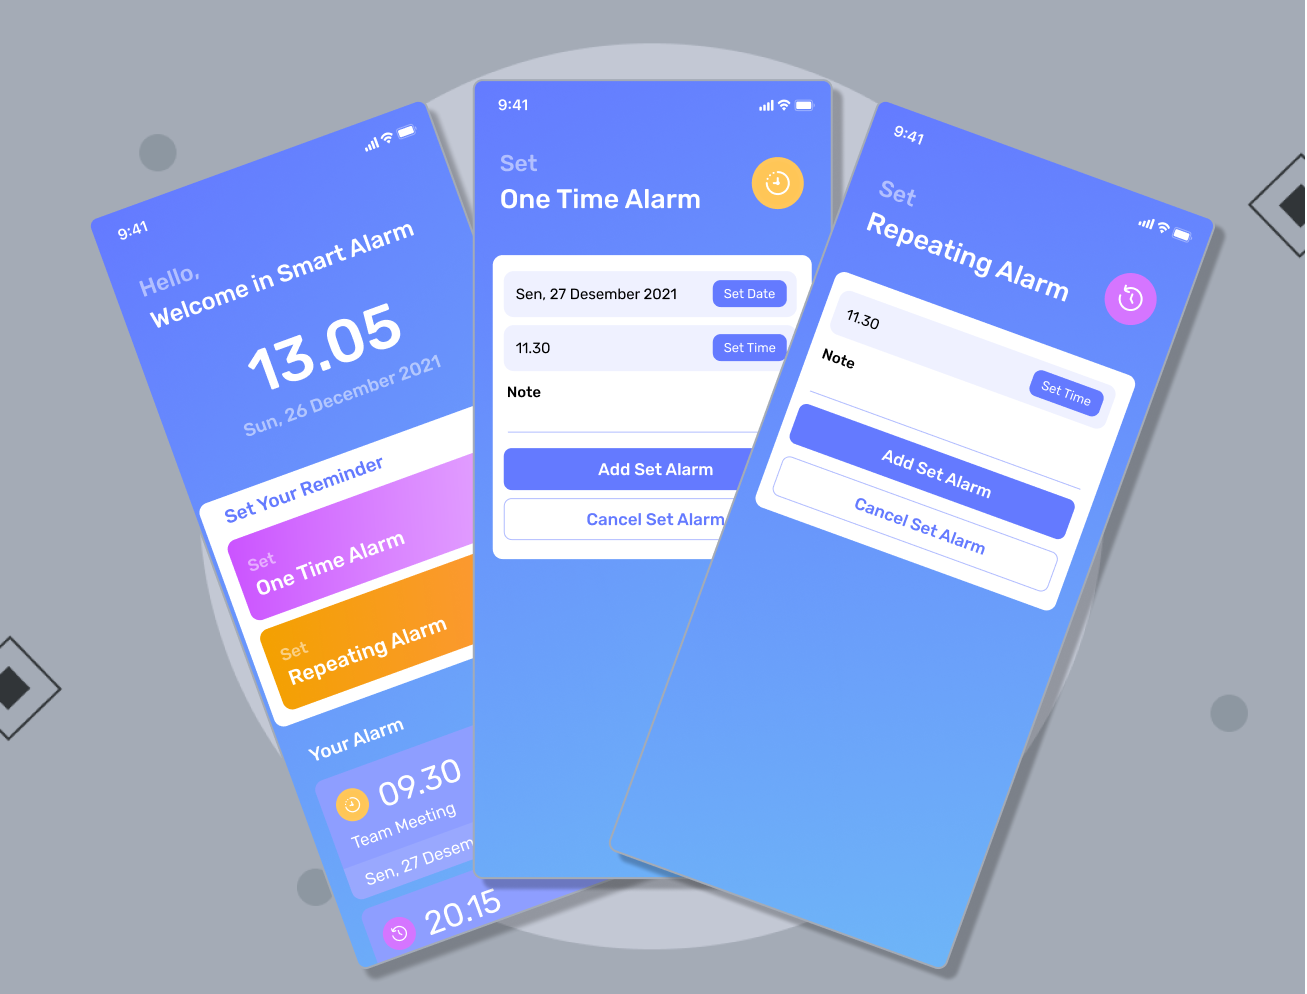 9:41
Hello,
Welcome in Smart Alarm
13.05
Sun, 26 December 2021
Set Your Reminder
Set
One Time Alarm
Set
Repeating Alarm
Your Alarm
09.30
Team Meeting
Sen, 27 Desem
20.15
9:41
Set
One Time Alarm
Sen, 27 Desember 2021
Set Date
11.30
Set Time
Note
Add Set Alarm
Cancel Set Alarm
9:41
Set
Repeating Alarm
11.30
Set Time
Note
Add Set Alarm
Cancel Set Alarm